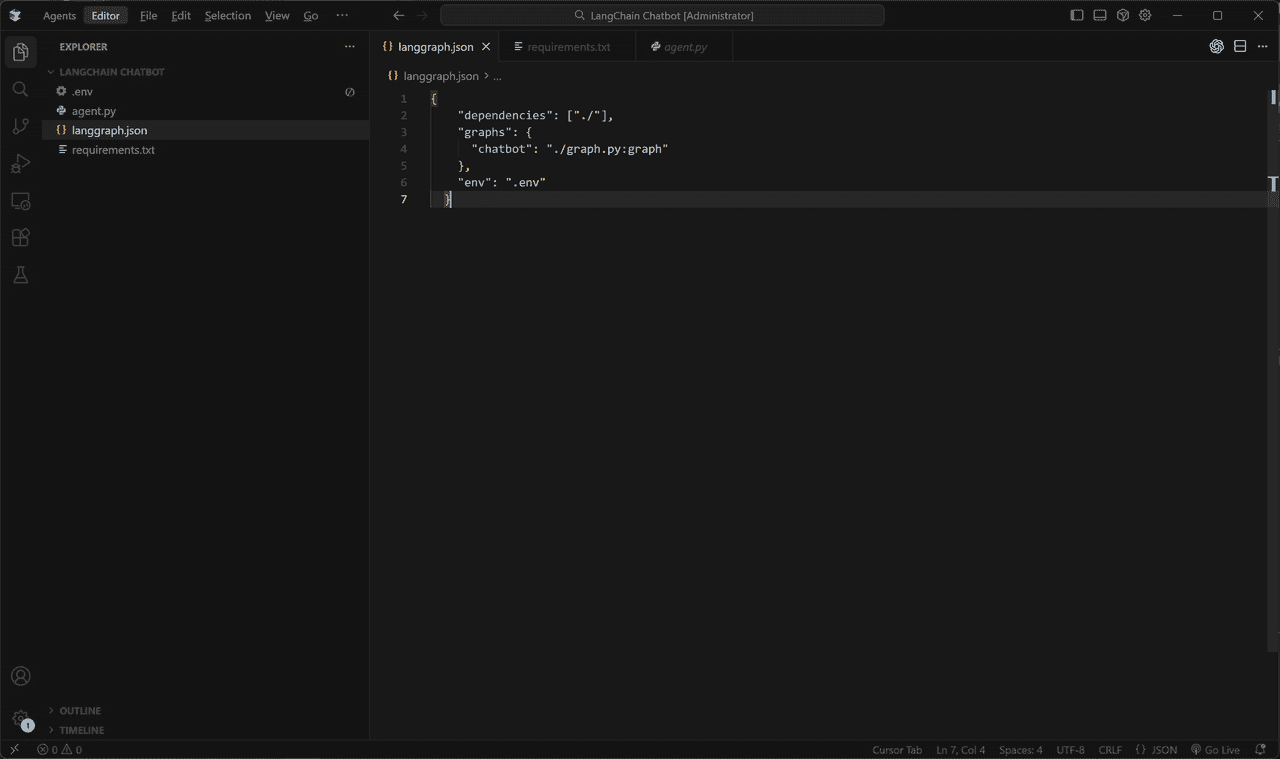 Agents Editor File Edit Selection View Go ··· LangChain Chatbot [Administrator]
EXPLORER ···
LANGCHAIN CHATBOT
.env
agent.py
{} langgraph.json
requirements.txt
{} langgraph.json requirements.txt agent.py ···
{} langgraph.json > ...
1 {
2 "dependencies": ["./"],
3 "graphs": {
4 "chatbot": "./graph.py:graph"
5 },
6 "env": ".env"
7 }
1
OUTLINE
TIMELINE
0 0 Cursor Tab Ln 7, Col 4 Spaces: 4 UTF-8 CRLF {} JSON Go Live